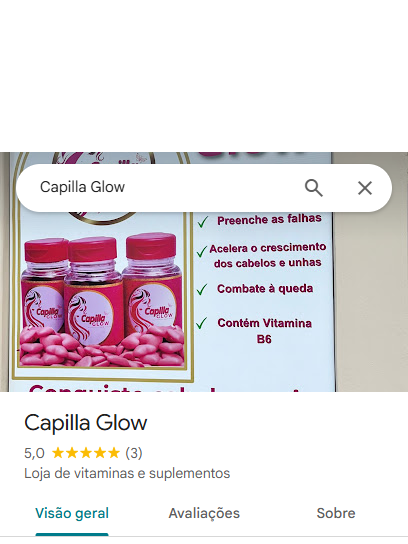 Capilla Glow
Preenche as falhas
Acelera o crescimento
dos cabelos e unhas
Combate à queda
Contém Vitamina
B6
Capilla
GLOW
Capilla
GLOW
Capilla
GLOW
Capilla Glow
5,0 (3)
Loja de vitaminas e suplementos
Visão geral
Avaliações
Sobre